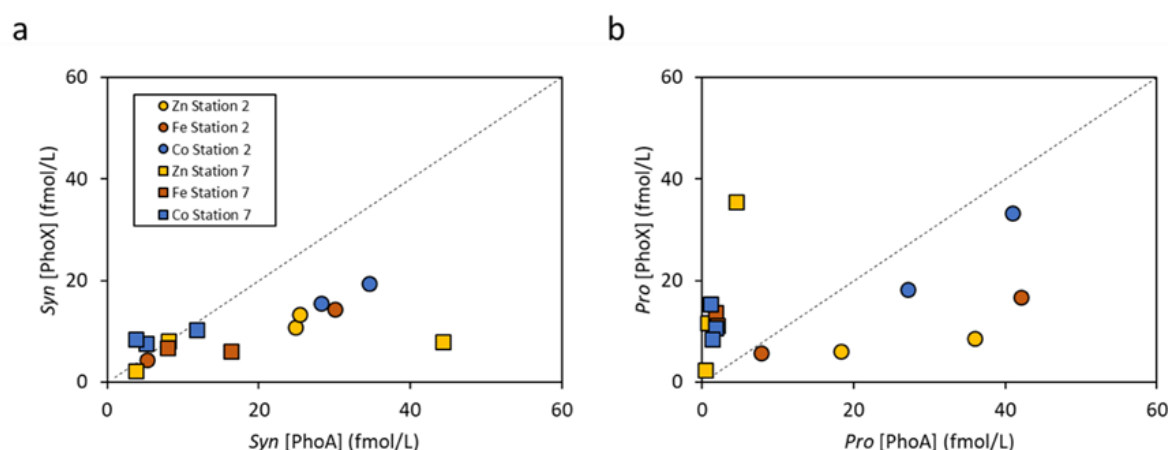 a
60
40
20
0
Syn [PhoX] (fmol/L)
Zn Station 2
Fe Station 2
Co Station 2
Zn Station 7
Fe Station 7
Co Station 7
0 20 40 60
Syn [PhoA] (fmol/L)
b
60
40
20
0
Pro [PhoX] (fmol/L)
0 20 40 60
Pro [PhoA] (fmol/L)